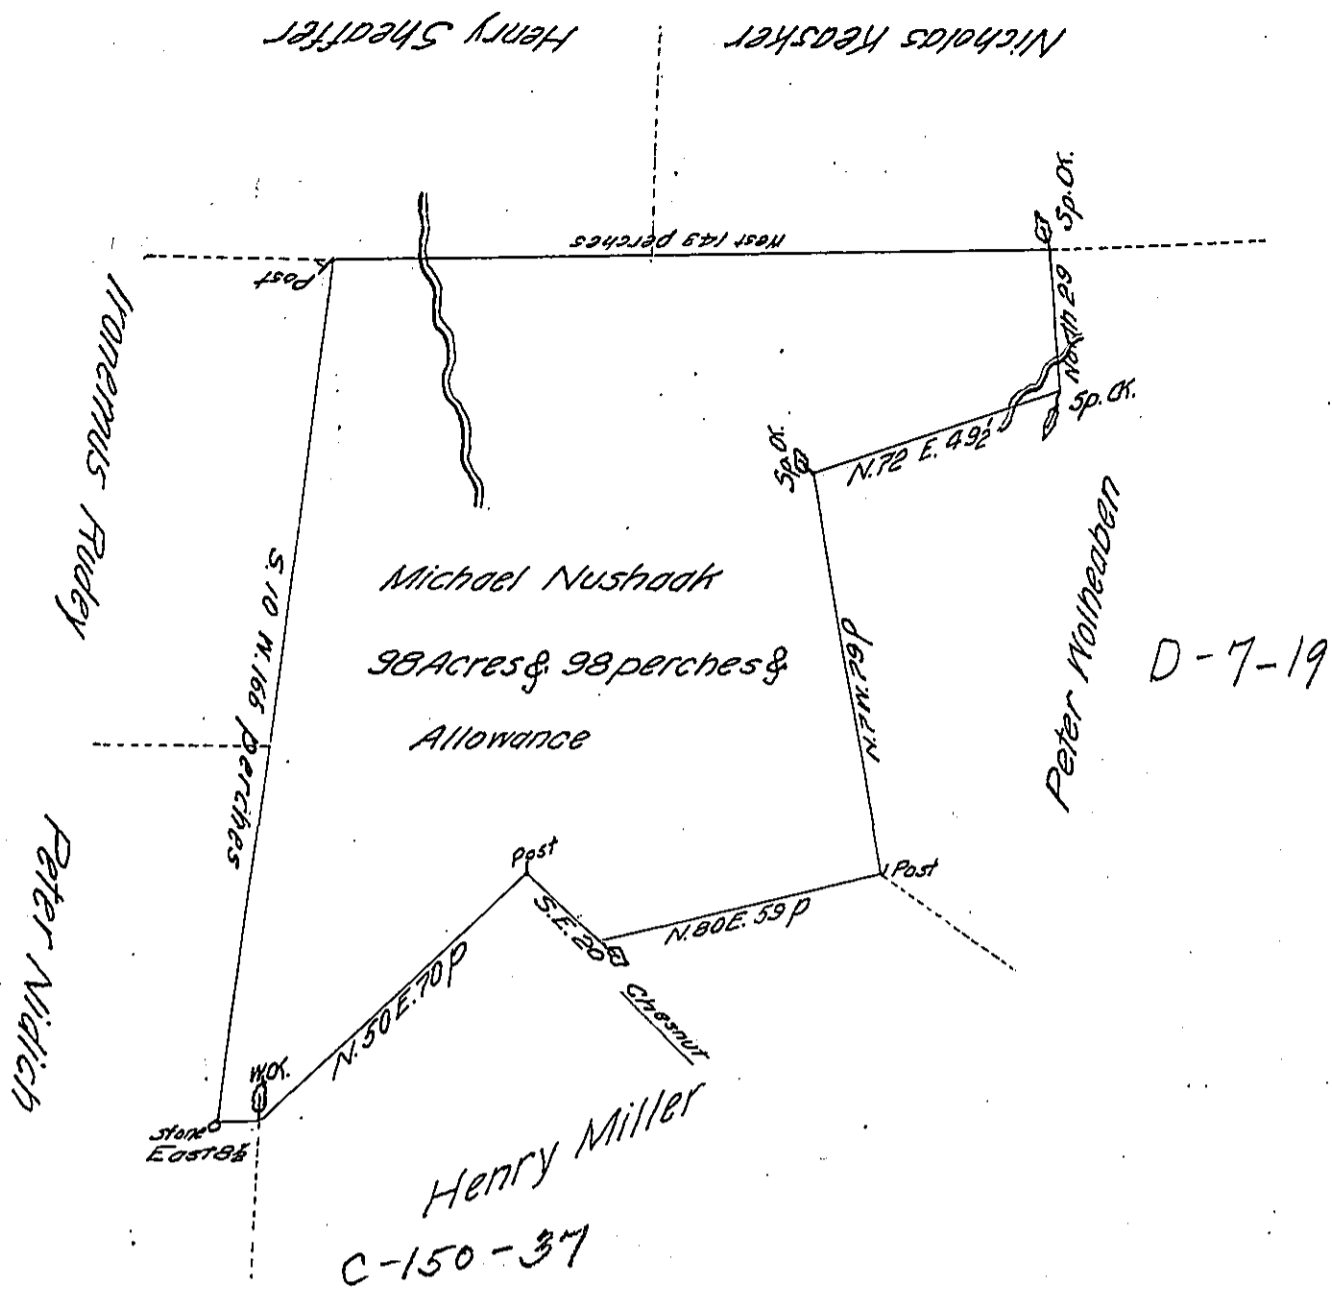 Henry Sheaffer
Nicholas Keasker
Sp. Ok.
West 149 perches
Post
North 29
Sp. Ok.
N. 72 E. 49½
Sp. Ok.
Ironemus Rudey
S. 10 W. 166 perches
Michael Nushaak
98 Acres & 98 perches &
Allowance
N. 7 W. 79 p
Peter Wolheaben
D-7-19
Post
Post
S.E. 20
N. 80 E. 59 p
Chesnut
N. 50 E. 70 p
Peter Nidich
W. Ok.
Stone
East 8½
Henry Miller
C-150-37